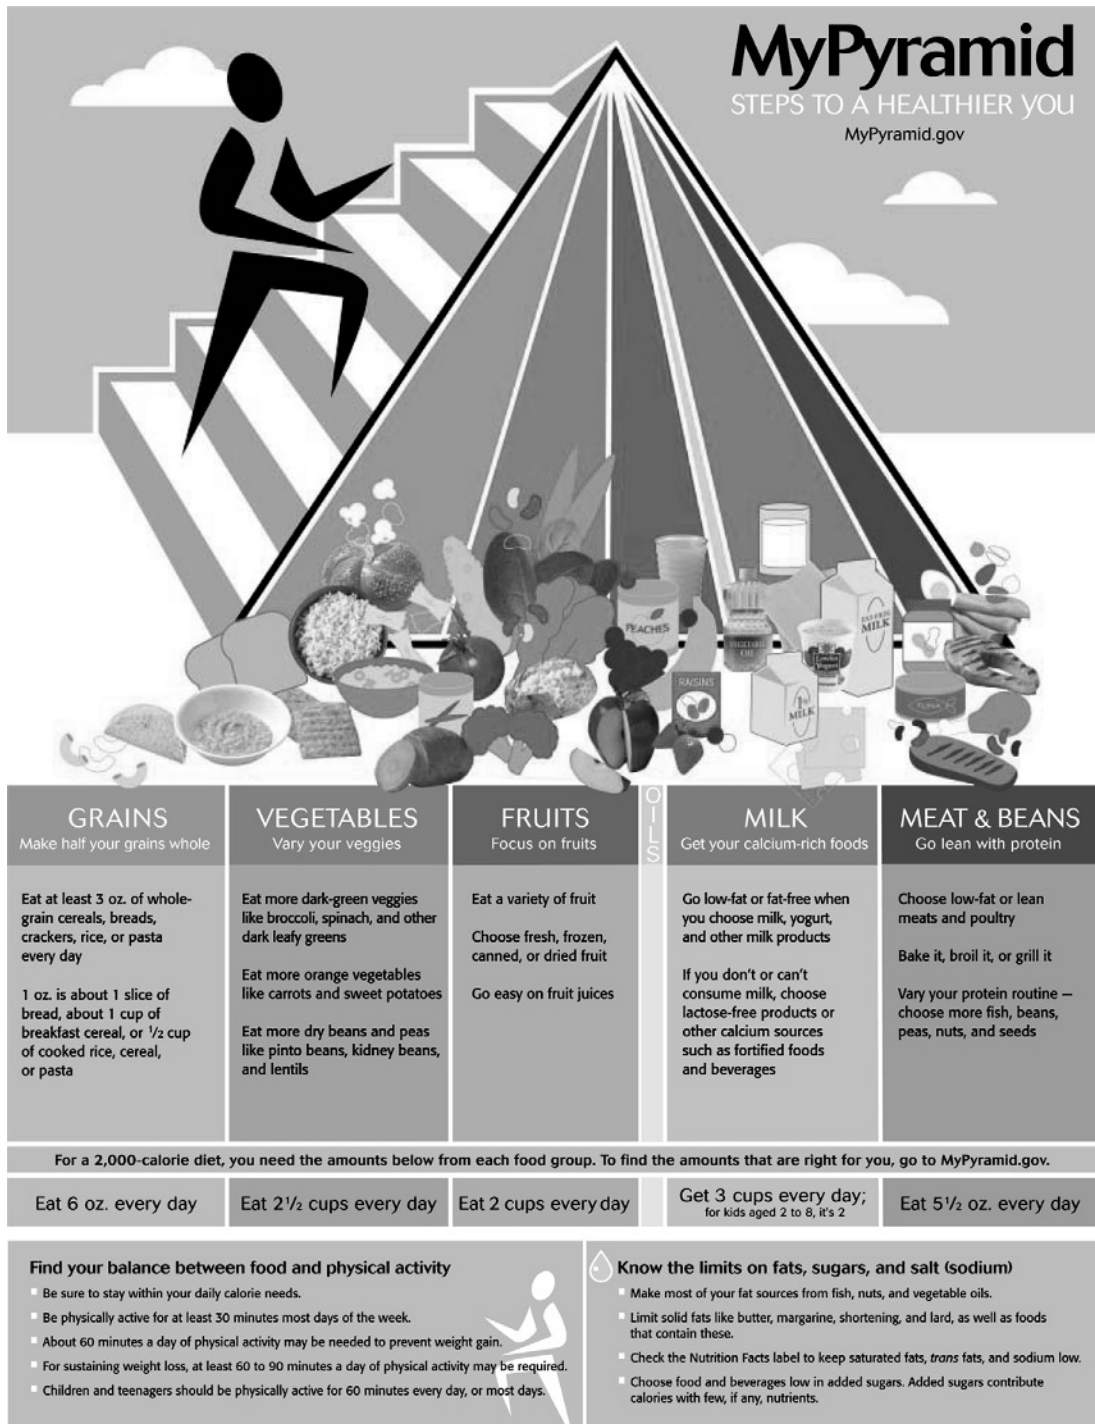 MyPyramid
STEPS TO A HEALTHIER YOU
MyPyramid.gov
PEACHES
VEGETABLE
OIL
FAT-FREE
MILK
RAISINS
1%
MILK
TUNA
GRAINS
Make half your grains whole
VEGETABLES
Vary your veggies
FRUITS
Focus on fruits
OILS
MILK
Get your calcium-rich foods
MEAT & BEANS
Go lean with protein
Eat at least 3 oz. of whole-
grain cereals, breads,
crackers, rice, or pasta
every day
1 oz. is about 1 slice of
bread, about 1 cup of
breakfast cereal, or 1/2 cup
of cooked rice, cereal,
or pasta
Eat more dark-green veggies
like broccoli, spinach, and other
dark leafy greens
Eat more orange vegetables
like carrots and sweet potatoes
Eat more dry beans and peas
like pinto beans, kidney beans,
and lentils
Eat a variety of fruit
Choose fresh, frozen,
canned, or dried fruit
Go easy on fruit juices
Go low-fat or fat-free when
you choose milk, yogurt,
and other milk products
If you don't or can't
consume milk, choose
lactose-free products or
other calcium sources
such as fortified foods
and beverages
Choose low-fat or lean
meats and poultry
Bake it, broil it, or grill it
Vary your protein routine —
choose more fish, beans,
peas, nuts, and seeds
For a 2,000-calorie diet, you need the amounts below from each food group. To find the amounts that are right for you, go to MyPyramid.gov.
Eat 6 oz. every day
Eat 2 1/2 cups every day
Eat 2 cups every day
Get 3 cups every day;
for kids aged 2 to 8, it's 2
Eat 5 1/2 oz. every day
Find your balance between food and physical activity
Be sure to stay within your daily calorie needs.
Be physically active for at least 30 minutes most days of the week.
About 60 minutes a day of physical activity may be needed to prevent weight gain.
For sustaining weight loss, at least 60 to 90 minutes a day of physical activity may be required.
Children and teenagers should be physically active for 60 minutes every day, or most days.
Know the limits on fats, sugars, and salt (sodium)
Make most of your fat sources from fish, nuts, and vegetable oils.
Limit solid fats like butter, margarine, shortening, and lard, as well as foods
that contain these.
Check the Nutrition Facts label to keep saturated fats, trans fats, and sodium low.
Choose food and beverages low in added sugars. Added sugars contribute
calories with few, if any, nutrients.